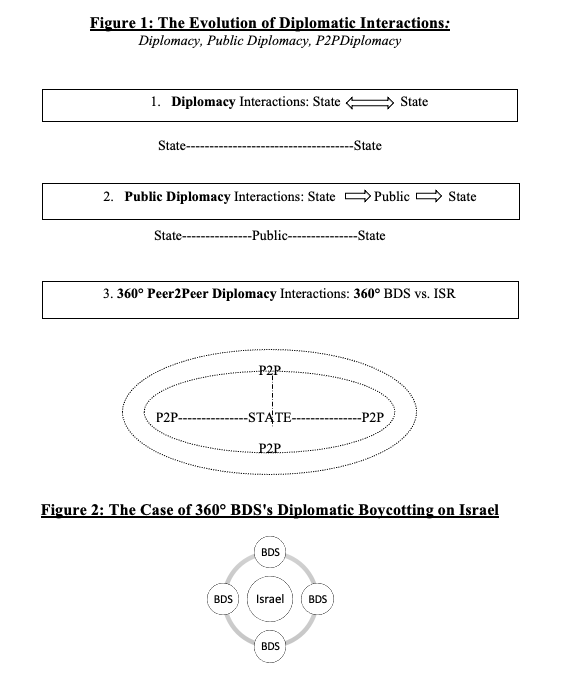 Figure 1: The Evolution of Diplomatic Interactions:
Diplomacy, Public Diplomacy, P2PDiplomacy
1. Diplomacy Interactions: State ⟺ State
State------------------------------------State
2. Public Diplomacy Interactions: State ⇒ Public ⇒ State
State---------------Public---------------State
3. 360° Peer2Peer Diplomacy Interactions: 360° BDS vs. ISR
P2P
P2P---------------STATE---------------P2P
P2P
Figure 2: The Case of 360° BDS's Diplomatic Boycotting on Israel
BDS
BDS Israel BDS
BDS